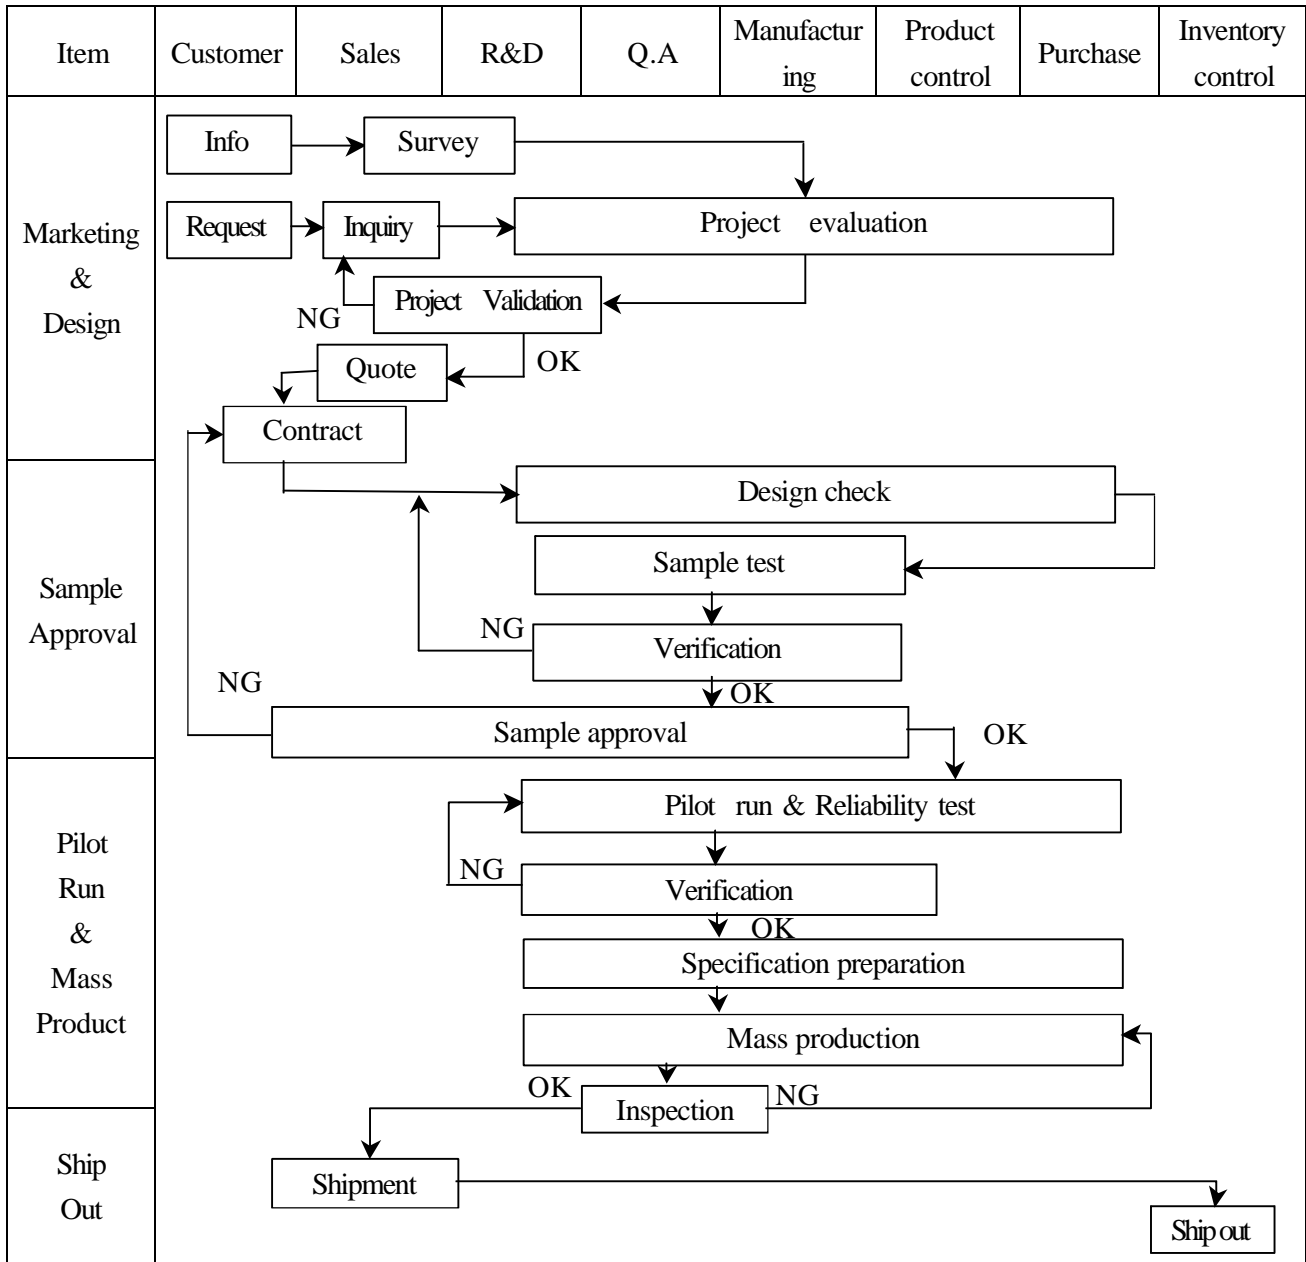 Item
Customer
Sales
R&D
Q.A
Manufactur
ing
Product
control
Purchase
Inventory
control
Marketing
&
Design
Info
Survey
Request
Inquiry
Project evaluation
Project Validation
NG
OK
Quote
Contract
Sample
Approval
Design check
Sample test
NG
Verification
NG
OK
Sample approval
OK
Pilot
Run
&
Mass
Product
Pilot run & Reliability test
NG
Verification
OK
Specification preparation
Mass production
OK
Inspection
NG
Ship
Out
Shipment
Ship out